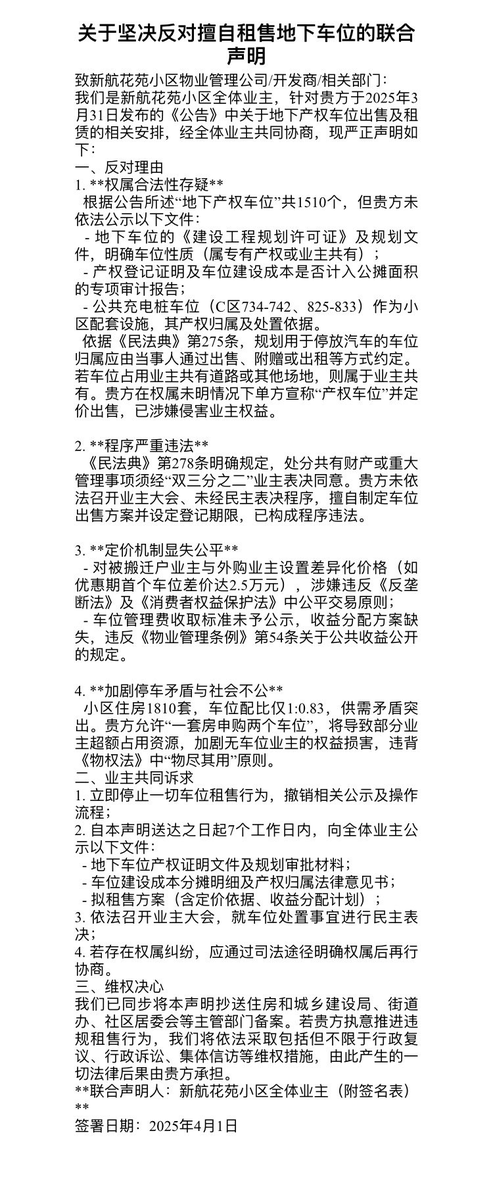 关于坚决反对擅自租售地下车位的联合
声明
致新航花苑小区物业管理公司/开发商/相关部门：
我们是新航花苑小区全体业主，针对贵方于2025年3
月31日发布的《公告》中关于地下产权车位出售及租
赁的相关安排，经全体业主共同协商，现严正声明如
下：
一、反对理由
1. **权属合法性存疑**
根据公告所述“地下产权车位”共1510个，但贵方未
依法公示以下文件：
- 地下车位的《建设工程规划许可证》及规划文
件，明确车位性质（属专有产权或业主共有）；
- 产权登记证明及车位建设成本是否计入公摊面积
的专项审计报告；
- 公共充电桩车位（C区734-742、825-833）作为小
区配套设施，其产权归属及处置依据。
依据《民法典》第275条，规划用于停放汽车的车位
归属应由当事人通过出售、附赠或出租等方式约定。
若车位占用业主共有道路或其他场地，则属于业主共
有。贵方在权属未明情况下单方宣称“产权车位”并定
价出售，已涉嫌侵害业主权益。
2. **程序严重违法**
《民法典》第278条明确规定，处分共有财产或重大
管理事项须经“双三分之二”业主表决同意。贵方未依
法召开业主大会、未经民主表决程序，擅自制定车位
出售方案并设定登记期限，已构成程序违法。
3. **定价机制显失公平**
- 对被搬迁户业主与外购业主设置差异化价格（如
优惠期首个车位差价达2.5万元），涉嫌违反《反垄
断法》及《消费者权益保护法》中公平交易原则；
- 车位管理费收取标准未予公示，收益分配方案缺
失，违反《物业管理条例》第54条关于公共收益公开
的规定。
4. **加剧停车矛盾与社会不公**
小区住房1810套，车位配比仅1:0.83，供需矛盾突
出。贵方允许“一套房申购两个车位”，将导致部分业
主超额占用资源，加剧无车位业主的权益损害，违背
《物权法》中“物尽其用”原则。
二、业主共同诉求
1. 立即停止一切车位租售行为，撤销相关公示及操作
流程；
2. 自本声明送达之日起7个工作日内，向全体业主公
示以下文件：
- 地下车位产权证明文件及规划审批材料；
- 车位建设成本分摊明细及产权归属法律意见书；
- 拟租售方案（含定价依据、收益分配计划）；
3. 依法召开业主大会，就车位处置事宜进行民主表
决；
4. 若存在权属纠纷，应通过司法途径明确权属后再行
协商。
三、维权决心
我们已同步将本声明抄送住房和城乡建设局、街道
办、社区居委会等主管部门备案。若贵方执意推进违
规租售行为，我们将依法采取包括但不限于行政复
议、行政诉讼、集体信访等维权措施，由此产生的一
切法律后果由贵方承担。
**联合声明人：新航花苑小区全体业主（附签名表）
**
签署日期：2025年4月1日